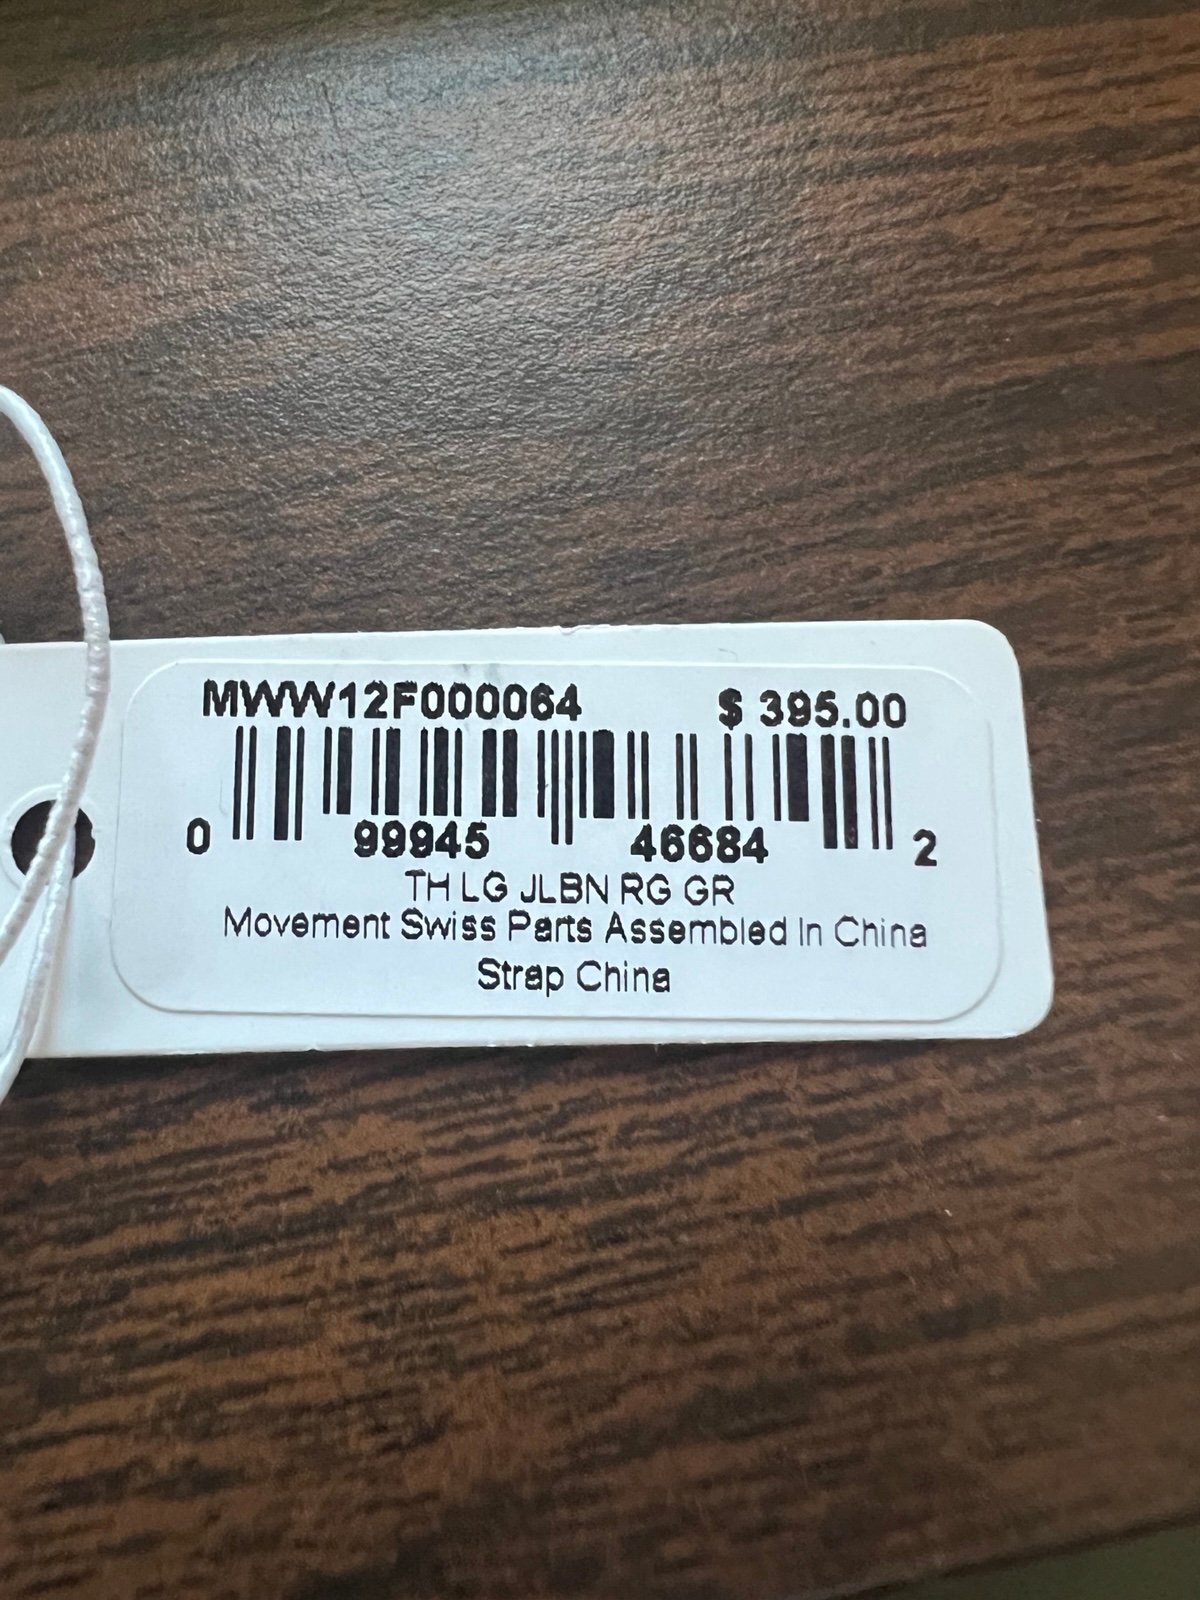 MWW12F000064 $ 395.00
0 99945 46684 2
TH LG JLBN RG GR
Movement Swiss Parts Assembled In China
Strap China